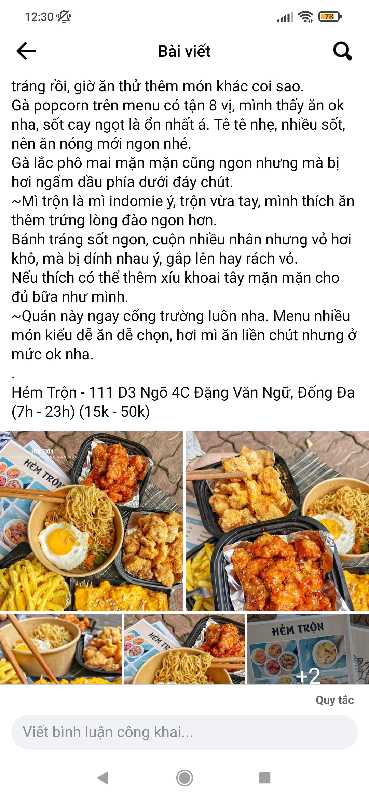 12:30
78
Bài viết
tráng rồi, giờ ăn thử thêm món khác coi sao.
Gà popcorn trên menu có tận 8 vị, mình thấy ăn ok
nha, sốt cay ngọt là ổn nhất á. Tê tê nhẹ, nhiều sốt,
nên ăn nóng mới ngon nhé.
Gà lắc phô mai mặn mặn cũng ngon nhưng mà bị
hơi ngấm dầu phía dưới đáy chút.
~Mì trộn là mì indomie ý, trộn vừa tay, mình thích ăn
thêm trứng lòng đào ngon hơn.
Bánh tráng sốt ngon, cuộn nhiều nhân nhưng vỏ hơi
khô, mà bị dính nhau ý, gắp lên hay rách vỏ.
Nếu thích có thể thêm xíu khoai tây mặn mặn cho
đủ bữa như mình.
~Quán này ngay cổng trường luôn nha. Menu nhiều
món kiểu dễ ăn dễ chọn, hơi mì ăn liền chút nhưng ở
mức ok nha.
.
Hẻm Trộn - 111 D3 Ngõ 4C Đặng Văn Ngữ, Đống Đa
(7h - 23h) (15k - 50k)
HẺM TRỘN
HẺM TRỘN
HẺM TRỘN
+2
Quy tắc
Viết bình luận công khai...